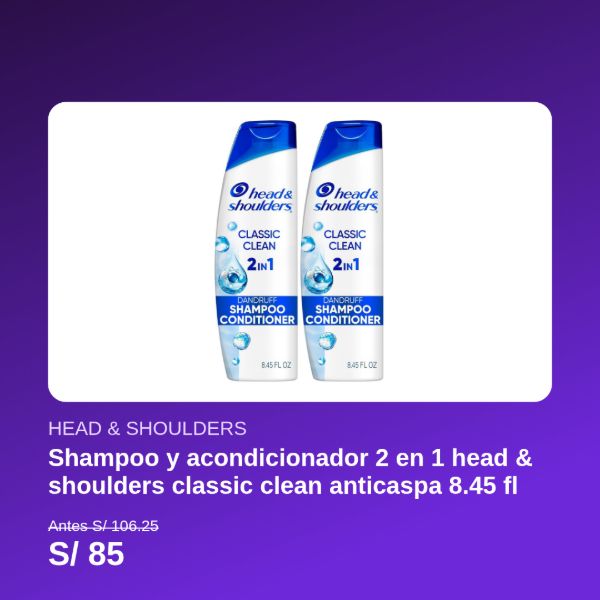 head &
shoulders
CLASSIC
CLEAN
2IN1
DANDRUFF
SHAMPOO
CONDITIONER
8.45 FL OZ
head &
shoulders
CLASSIC
CLEAN
2IN1
DANDRUFF
SHAMPOO
CONDITIONER
8.45 FL OZ
HEAD & SHOULDERS
Shampoo y acondicionador 2 en 1 head &
shoulders classic clean anticaspa 8.45 fl
Antes S/ 106.25
S/ 85